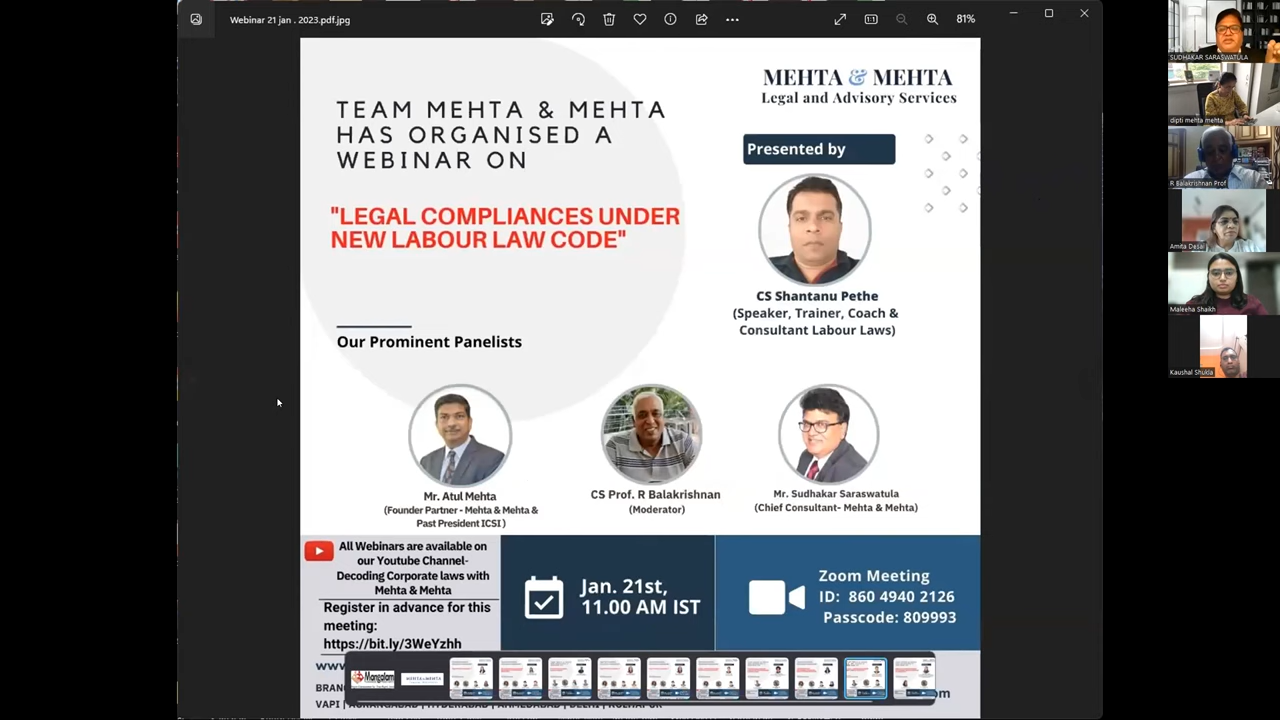 Webinar 21 jan . 2023.pdf.jpg
81%
MEHTA & MEHTA
Legal and Advisory Services
TEAM MEHTA & MEHTA
HAS ORGANISED A
WEBINAR ON
"LEGAL COMPLIANCES UNDER
NEW LABOUR LAW CODE"
Presented by
CS Shantanu Pethe
(Speaker, Trainer, Coach &
Consultant Labour Laws)
Our Prominent Panelists
Mr. Atul Mehta
(Founder Partner - Mehta & Mehta &
Past President ICSI )
CS Prof. R Balakrishnan
(Moderator)
Mr. Sudhakar Saraswatula
(Chief Consultant- Mehta & Mehta)
All Webinars are available on
our Youtube Channel-
Decoding Corporate laws with
Mehta & Mehta
Register in advance for this
meeting:
https://bit.ly/3WeYzhh
Jan. 21st,
11.00 AM IST
Zoom Meeting
ID: 860 4940 2126
Passcode: 809993
Mangalam
MEHTA & MEHTA
SUDHAKAR SARASWATULA
dipti mehta mehta
R Balakrishnan Prof
Amita Desai
Maleeha Shaikh
Kaushal Shukla